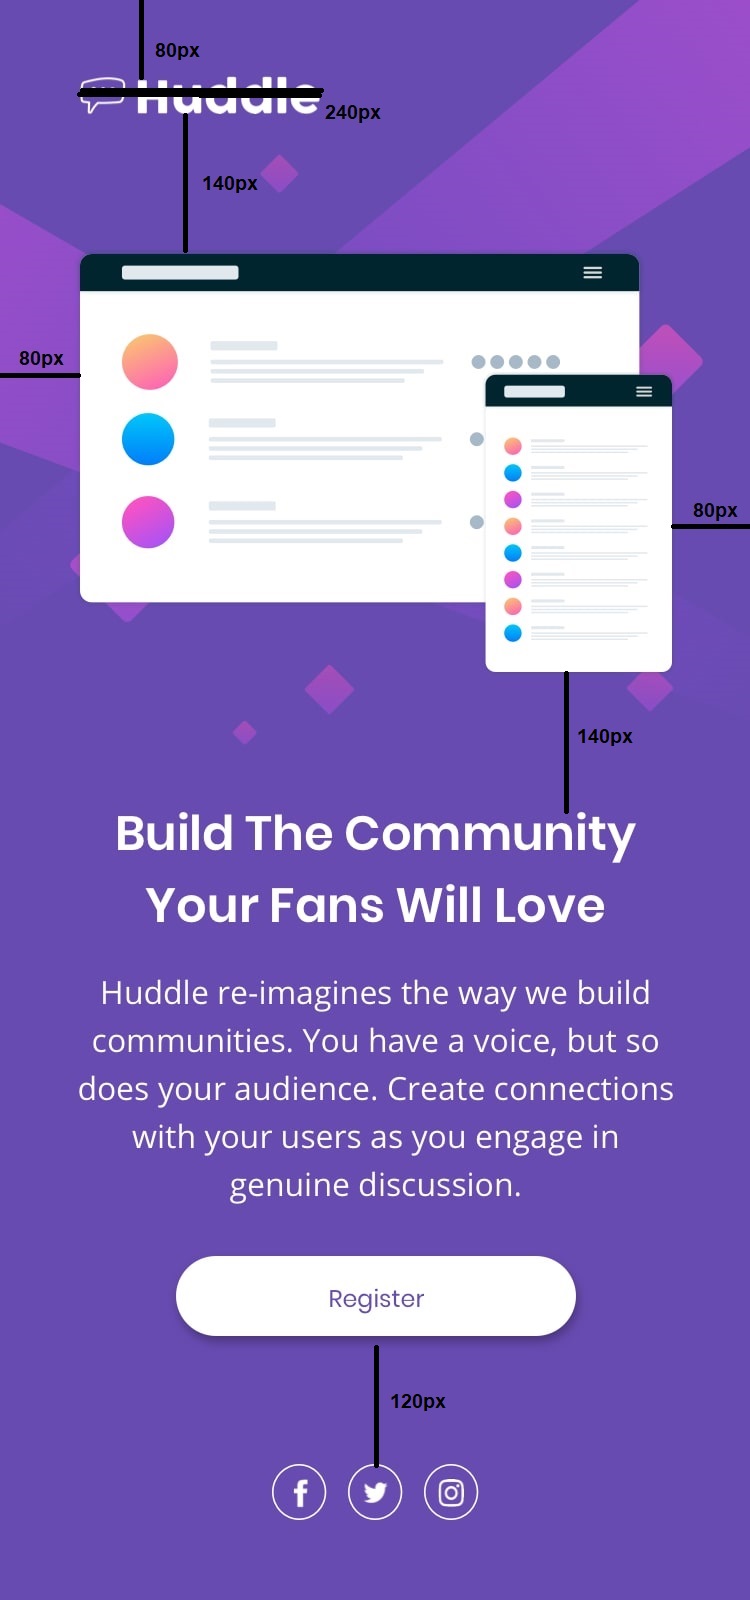 80px
Huddle
240px
140px
80px
80px
140px
Build The Community
Your Fans Will Love
Huddle re-imagines the way we build
communities. You have a voice, but so
does your audience. Create connections
with your users as you engage in
genuine discussion.
Register
120px